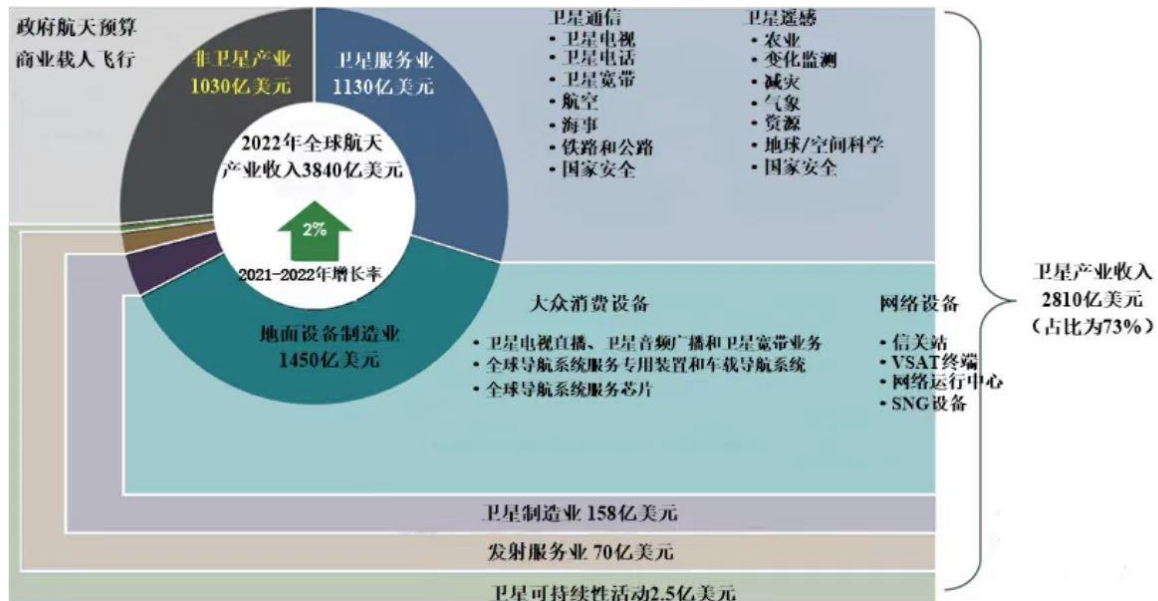 政府航天预算
商业载人飞行
非卫星产业
1030亿美元
卫星服务业
1130亿美元
2022年全球航天
产业收入3840亿美元
2%
2021-2022年增长率
地面设备制造业
1450亿美元
卫星通信
• 卫星电视
• 卫星电话
• 卫星宽带
• 航空
• 海事
• 铁路和公路
• 国家安全
卫星遥感
• 农业
• 变化监测
• 减灾
• 气象
• 资源
• 地球/空间科学
• 国家安全
大众消费设备
• 卫星电视直播、卫星音频广播和卫星宽带业务
• 全球导航系统服务专用装置和车载导航系统
• 全球导航系统服务芯片
网络设备
• 信关站
• VSAT终端
• 网络运行中心
• SNG设备
卫星制造业 158亿美元
发射服务业 70亿美元
卫星可持续性活动2.5亿美元
卫星产业收入
2810亿美元
（占比为73%）